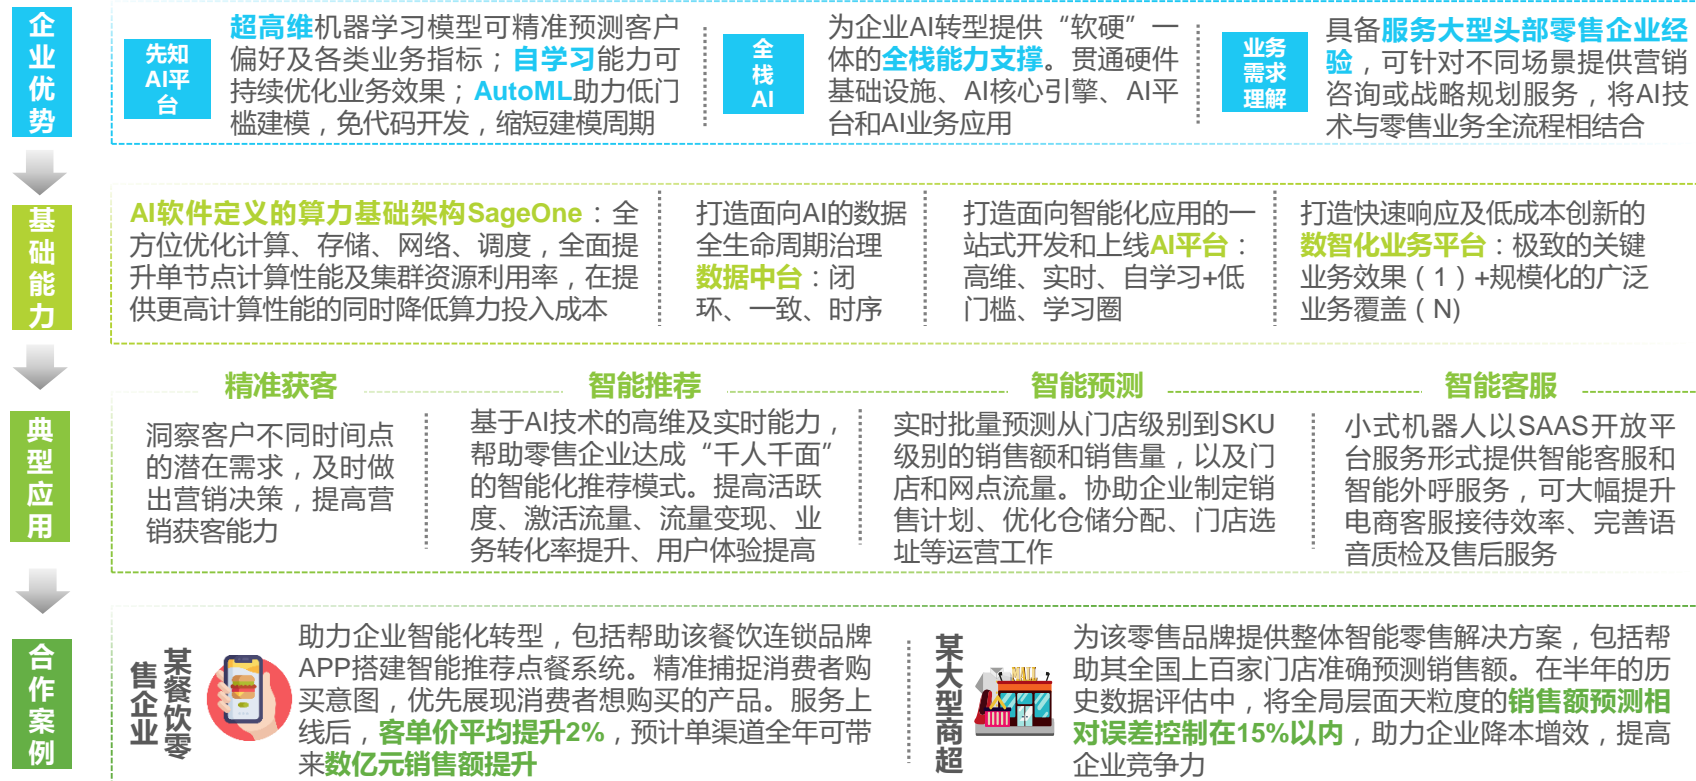 企业优势
先知
AI平
台
超高维机器学习模型可精准预测客户
偏好及各类业务指标；自学习能力可
持续优化业务效果；AutoML助力低门
槛建模，免代码开发，缩短建模周期
全
栈
AI
为企业AI转型提供“软硬”一
体的全栈能力支撑。贯通硬件
基础设施、AI核心引擎、AI平
台和AI业务应用
业务
需求
理解
具备服务大型头部零售企业经
验，可针对不同场景提供营销
咨询或战略规划服务，将AI技
术与零售业务全流程相结合
基础能力
AI软件定义的算力基础架构SageOne：全
方位优化计算、存储、网络、调度，全面提
升单节点计算性能及集群资源利用率，在提
供更高计算性能的同时降低算力投入成本
打造面向AI的数据
全生命周期治理
数据中台：闭
环、一致、时序
打造面向智能化应用的一
站式开发和上线AI平台：
高维、实时、自学习+低
门槛、学习圈
打造快速响应及低成本创新的
数智化业务平台：极致的关键
业务效果（1）+规模化的广泛
业务覆盖（N)
典型应用
精准获客
洞察客户不同时间点
的潜在需求，及时做
出营销决策，提高营
销获客能力
智能推荐
基于AI技术的高维及实时能力，
帮助零售企业达成“千人千面”
的智能化推荐模式。提高活跃
度、激活流量、流量变现、业
务转化率提升、用户体验提高
智能预测
实时批量预测从门店级别到SKU
级别的销售额和销售量，以及门
店和网点流量。协助企业制定销
售计划、优化仓储分配、门店选
址等运营工作
智能客服
小式机器人以SAAS开放平
台服务形式提供智能客服和
智能外呼服务，可大幅提升
电商客服接待效率、完善语
音质检及售后服务
合作案例
某餐饮零
售企业
助力企业智能化转型，包括帮助该餐饮连锁品牌
APP搭建智能推荐点餐系统。精准捕捉消费者购
买意图，优先展现消费者想购买的产品。服务上
线后，客单价平均提升2%，预计单渠道全年可带
来数亿元销售额提升
某大型商超
MALL
为该零售品牌提供整体智能零售解决方案，包括帮
助其全国上百家门店准确预测销售额。在半年的历
史数据评估中，将全局层面天粒度的销售额预测相
对误差控制在15%以内，助力企业降本增效，提高
企业竞争力